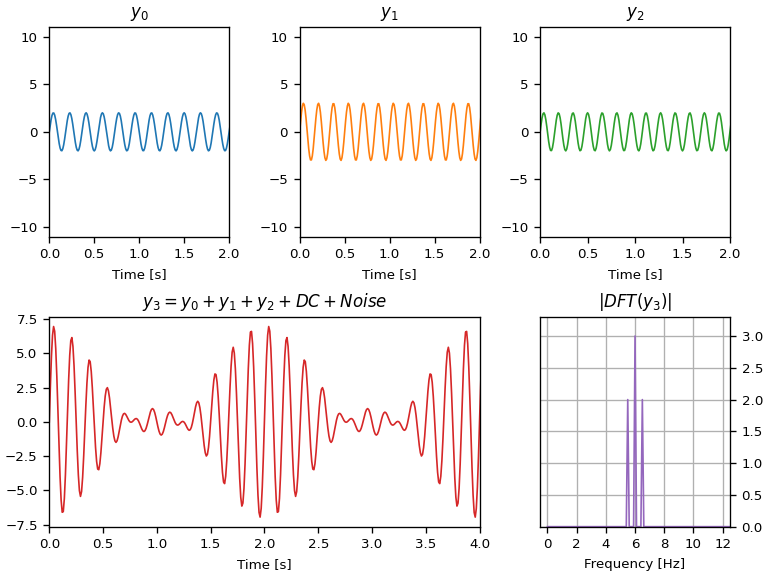 y₀
y₁
y₂
10
5
0
−5
−10
0.0 0.5 1.0 1.5 2.0
Time [s]
10
5
0
−5
−10
0.0 0.5 1.0 1.5 2.0
Time [s]
10
5
0
−5
−10
0.0 0.5 1.0 1.5 2.0
Time [s]
y₃ = y₀ + y₁ + y₂ + DC + Noise
7.5
5.0
2.5
0.0
−2.5
−5.0
−7.5
0.0 0.5 1.0 1.5 2.0 2.5 3.0 3.5 4.0
Time [s]
|DFT(y₃)|
3.0
2.5
2.0
1.5
1.0
0.5
0.0
0 2 4 6 8 10 12
Frequency [Hz]